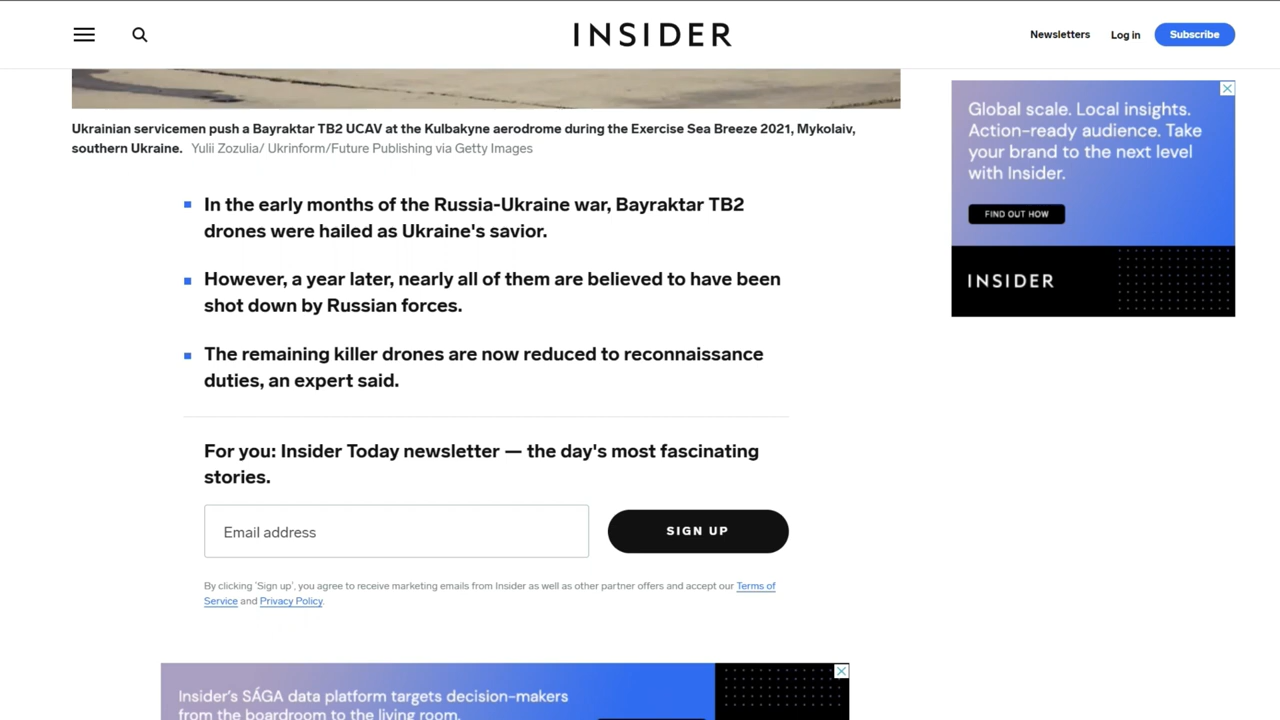 INSIDER
Newsletters
Log in
Subscribe
Ukrainian servicemen push a Bayraktar TB2 UCAV at the Kulbakyne aerodrome during the Exercise Sea Breeze 2021, Mykolaiv,
southern Ukraine. Yulii Zozulia/ Ukrinform/Future Publishing via Getty Images
In the early months of the Russia-Ukraine war, Bayraktar TB2
drones were hailed as Ukraine's savior.
However, a year later, nearly all of them are believed to have been
shot down by Russian forces.
The remaining killer drones are now reduced to reconnaissance
duties, an expert said.
For you: Insider Today newsletter — the day's most fascinating
stories.
Email address
SIGN UP
By clicking 'Sign up', you agree to receive marketing emails from Insider as well as other partner offers and accept our Terms of
Service and Privacy Policy.
Global scale. Local insights.
Action-ready audience. Take
your brand to the next level
with Insider.
FIND OUT HOW
INSIDER
Insider's SÁGA data platform targets decision-makers
from the boardroom to the living room.